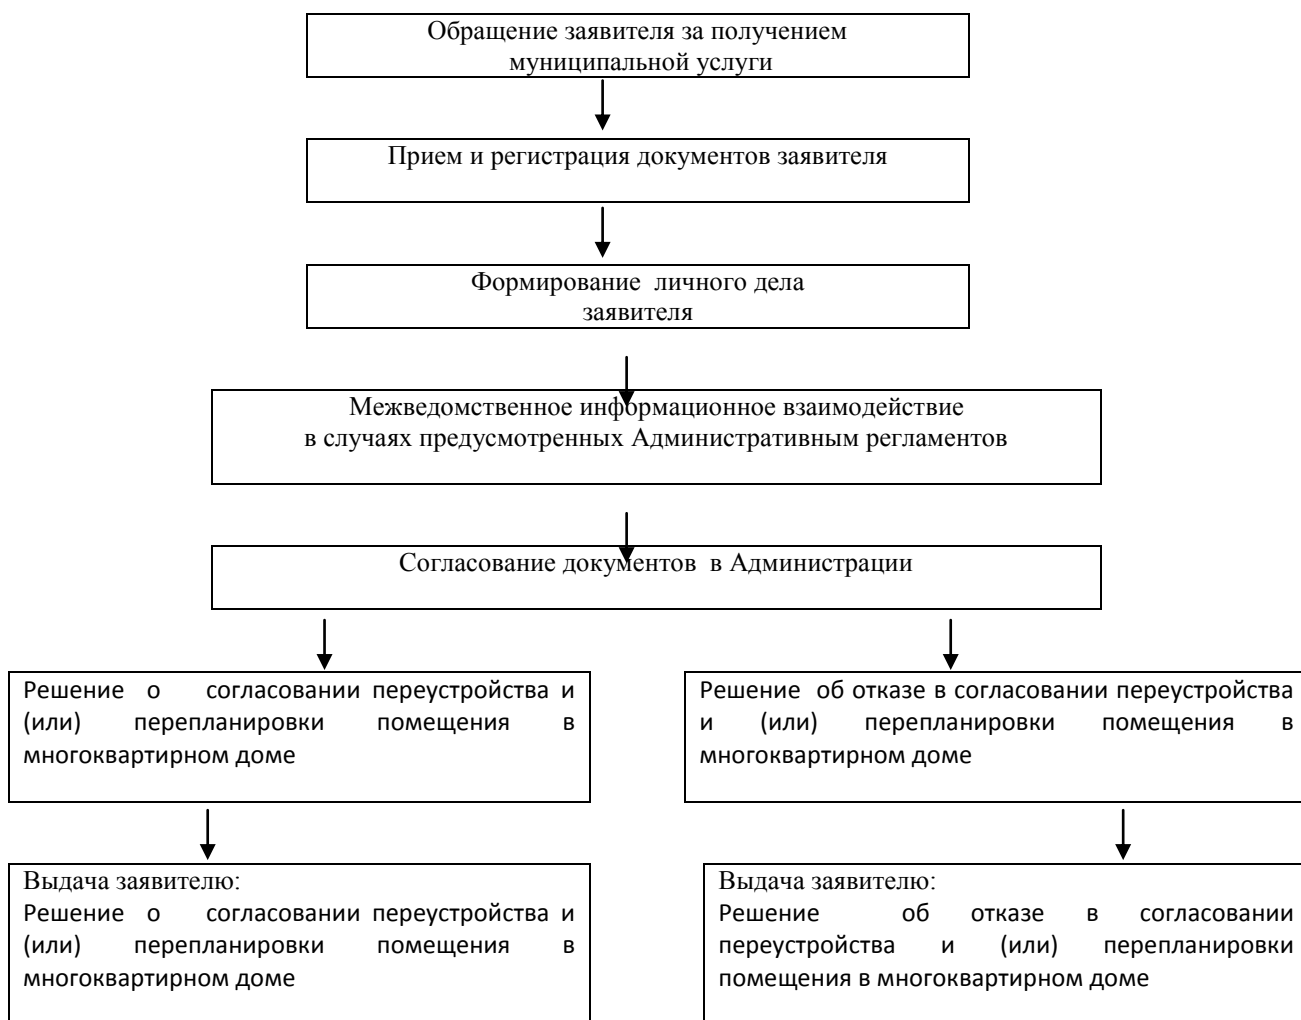 Обращение заявителя за получением
муниципальной услуги
Прием и регистрация документов заявителя
Формирование личного дела
заявителя
Межведомственное информационное взаимодействие
в случаях предусмотренных Административным регламентов
Согласование документов в Администрации
Решение о согласовании переустройства и
(или) перепланировки помещения в
многоквартирном доме
Решение об отказе в согласовании переустройства
и (или) перепланировки помещения в
многоквартирном доме
Выдача заявителю:
Решение о согласовании переустройства и
(или) перепланировки помещения в
многоквартирном доме
Выдача заявителю:
Решение об отказе в согласовании
переустройства и (или) перепланировки
помещения в многоквартирном доме